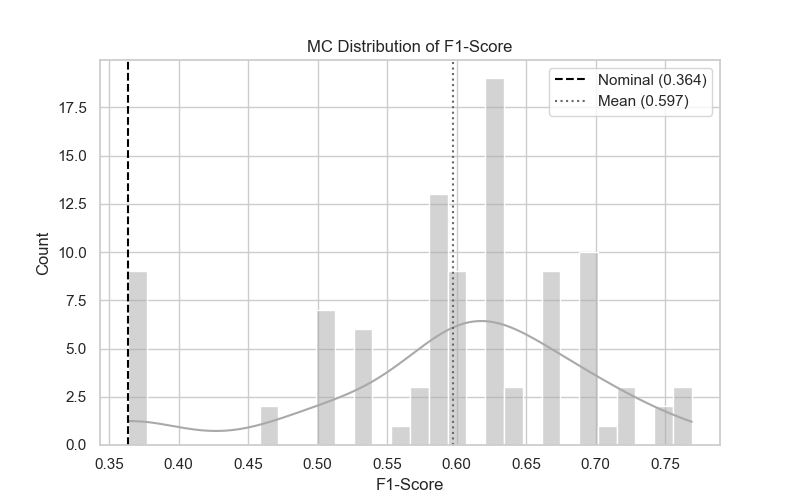 MC Distribution of F1-Score
Nominal (0.364)
Mean (0.597)
Count
17.5
15.0
12.5
10.0
7.5
5.0
2.5
0.0
0.35 0.40 0.45 0.50 0.55 0.60 0.65 0.70 0.75
F1-Score